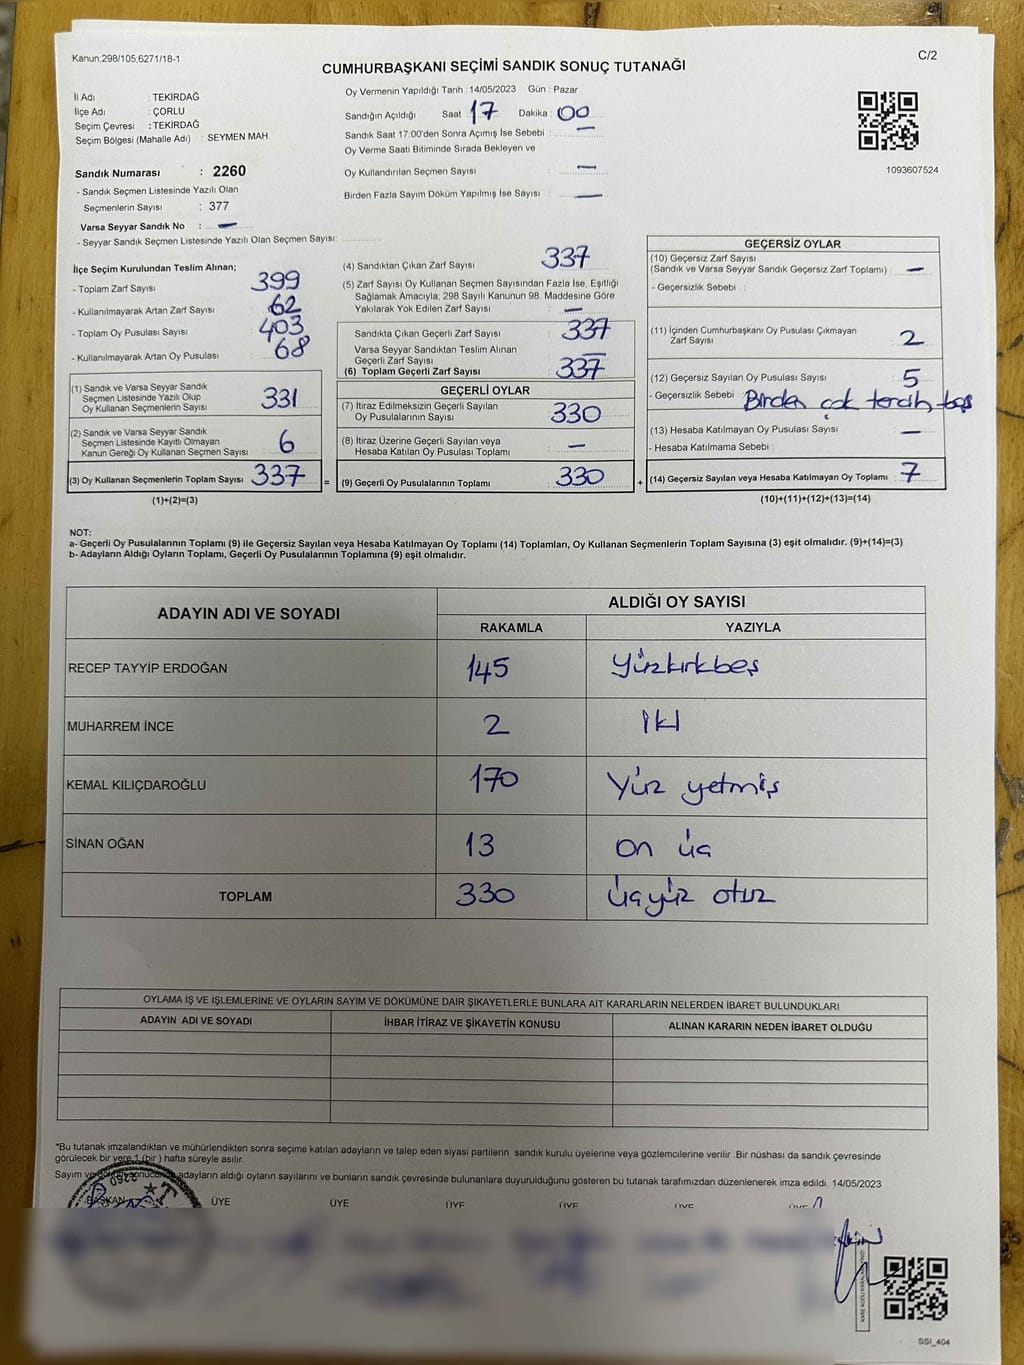 Kanun;298/105,6271/18-1
C/2
CUMHURBAŞKANI SEÇİMİ SANDIK SONUÇ TUTANAĞI
İl Adı : TEKİRDAĞ
İlçe Adı : ÇORLU
Seçim Çevresi : TEKİRDAĞ
Seçim Bölgesi (Mahalle Adı) : SEYMEN MAH.
Sandık Numarası : 2260
- Sandık Seçmen Listesinde Yazılı Olan
Seçmenlerin Sayısı : 377
Varsa Seyyar Sandık No : —
- Seyyar Sandık Seçmen Listesinde Yazılı Olan Seçmen Sayısı:
Oy Vermenin Yapıldığı Tarih : 14/05/2023 Gün : Pazar
Sandığın Açıldığı Saat : 17 Dakika : 00
Sandık Saat 17:00'den Sonra Açımış İse Sebebi : —
Oy Verme Saati Bitiminde Sırada Bekleyen ve
Oy Kullandırılan Seçmen Sayısı : —
Birden Fazla Sayım Döküm Yapılmış İse Sayısı : —
1093607524
İlçe Seçim Kurulundan Teslim Alınan;
- Toplam Zarf Sayısı : 399
- Kullanılmayarak Artan Zarf Sayısı : 62
- Toplam Oy Pusulası Sayısı : 403
- Kullanılmayarak Artan Oy Pusulası : 68
(1) Sandık ve Varsa Seyyar Sandık
Seçmen Listesinde Yazılı Olup
Oy Kullanan Seçmenlerin Sayısı : 331
(2) Sandık ve Varsa Seyyar Sandık
Seçmen Listesinde Kayıtlı Olmayan
Kanun Gereği Oy Kullanan Seçmen Sayısı : 6
(3) Oy Kullanan Seçmenlerin Toplam Sayısı : 337 =
(1)+(2)=(3)
(4) Sandıktan Çıkan Zarf Sayısı : 337
(5) Zarf Sayısı Oy Kullanan Seçmen Sayısından Fazla İse, Eşitliği
Sağlamak Amacıyla; 298 Sayılı Kanunun 98. Maddesine Göre
Yakılarak Yok Edilen Zarf Sayısı : —
Sandıkta Çıkan Geçerli Zarf Sayısı : 337
Varsa Seyyar Sandıktan Teslim Alınan
Geçerli Zarf Sayısı : —
(6) Toplam Geçerli Zarf Sayısı : 337
GEÇERLİ OYLAR
(7) İtiraz Edilmeksizin Geçerli Sayılan
Oy Pusulalarının Sayısı : 330
(8) İtiraz Üzerine Geçerli Sayılan veya
Hesaba Katılan Oy Pusulası Toplamı : —
(9) Geçerli Oy Pusulalarının Toplamı : 330 +
GEÇERSİZ OYLAR
(10) Geçersiz Zarf Sayısı
(Sandık ve Varsa Seyyar Sandık Geçersiz Zarf Toplamı) : —
- Geçersizlik Sebebi :
(11) İçinden Cumhurbaşkanı Oy Pusulası Çıkmayan
Zarf Sayısı : 2
(12) Geçersiz Sayılan Oy Pusulası Sayısı : 5
- Geçersizlik Sebebi : Birden çok tercih
(13) Hesaba Katılmayan Oy Pusulası Sayısı : —
- Hesaba Katılmama Sebebi :
(14) Geçersiz Sayılan veya Hesaba Katılmayan Oy Toplamı : 7
(10)+(11)+(12)+(13)=(14)
NOT:
a- Geçerli Oy Pusulalarının Toplamı (9) ile Geçersiz Sayılan veya Hesaba Katılmayan Oy Toplamı (14) Toplamları, Oy Kullanan Seçmenlerin Toplam Sayısına (3) eşit olmalıdır. (9)+(14)=(3)
b- Adayların Aldığı Oyların Toplamı, Geçerli Oy Pusulalarının Toplamına (9) eşit olmalıdır.
ADAYIN ADI VE SOYADI ALDIĞI OY SAYISI
RAKAMLA YAZIYLA
RECEP TAYYİP ERDOĞAN 145 Yüzkırkbeş
MUHARREM İNCE 2 İki
KEMAL KILIÇDAROĞLU 170 Yüz yetmiş
SİNAN OĞAN 13 On üç
TOPLAM 330 üçyüz otuz
OYLAMA İŞ VE İŞLEMLERİNE VE OYLARIN SAYIM VE DÖKÜMÜNE DAİR ŞİKAYETLERLE BUNLARA AİT KARARLARIN NELERDEN İBARET BULUNDUKLARI
ADAYIN ADI VE SOYADI İHBAR İTİRAZ VE ŞİKAYETİN KONUSU ALINAN KARARIN NEDEN İBARET OLDUĞU
*Bu tutanak imzalandıktan ve mühürlendikten sonra seçime katılan adayların ve talep eden siyasi partilerin sandık kurulu üyelerine veya gözlemcilerine verilir .Bir nüshası da sandık çevresinde
görülecek bir yere 1 (bir ) hafta süreyle asılır.
Sayım ve adayların aldığı oyların sayılarını ve bunların sandık çevresinde bulunanlara duyurulduğunu gösteren bu tutanak tarafımızdan düzenlenerek imza edildi. 14/05/2023
2260
BAŞKAN ÜYE ÜYE ÜYE ÜYE ÜYE ÜYE
SSI_404